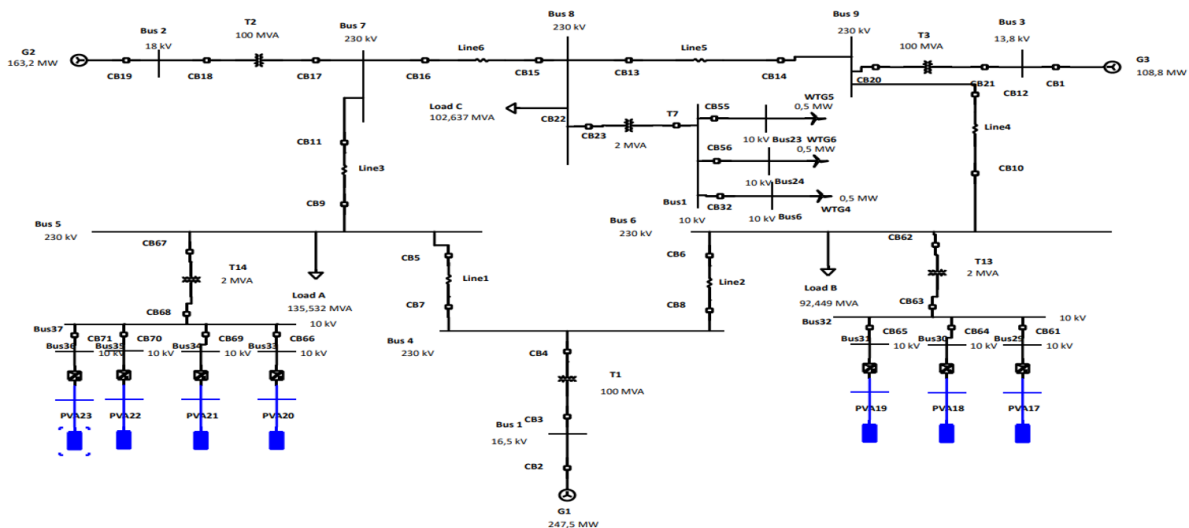 G2
163,2 MW
CB19
Bus 2
18 kV
CB18
T2
100 MVA
CB17
Bus 7
230 kV
CB16
Line6
CB15
Bus 8
230 kV
CB13
Line5
CB14
Bus 9
230 kV
CB20
T3
100 MVA
CB21
Bus 3
13,8 kV
CB12
CB1
G3
108,8 MW
CB11
Line3
CB9
Load C
102,637 MVA
CB22
CB23
2 MVA
T7
CB55
WTG5
0,5 MW
10 kV
Bus23
CB56
WTG6
0,5 MW
10 kV
Bus24
CB32
0,5 MW
WTG4
10 kV
Bus6
Bus1
10 kV
Line4
CB10
Bus 5
230 kV
CB67
T14
2 MVA
CB68
Load A
135,532 MVA
10 kV
CB5
Line1
CB7
Bus 6
230 kV
CB6
Line2
CB8
Load B
92,449 MVA
CB62
T13
2 MVA
CB63
Bus37
CB71
Bus36
10 kV
CB70
Bus35
10 kV
CB69
Bus34
10 kV
CB66
Bus33
10 kV
PVA23
PVA22
PVA21
PVA20
Bus 4
230 kV
CB4
T1
100 MVA
CB3
Bus 1
16,5 kV
CB2
G1
247,5 MW
Bus32
10 kV
CB65
Bus31
10 kV
CB64
Bus30
10 kV
CB61
Bus29
10 kV
PVA19
PVA18
PVA17